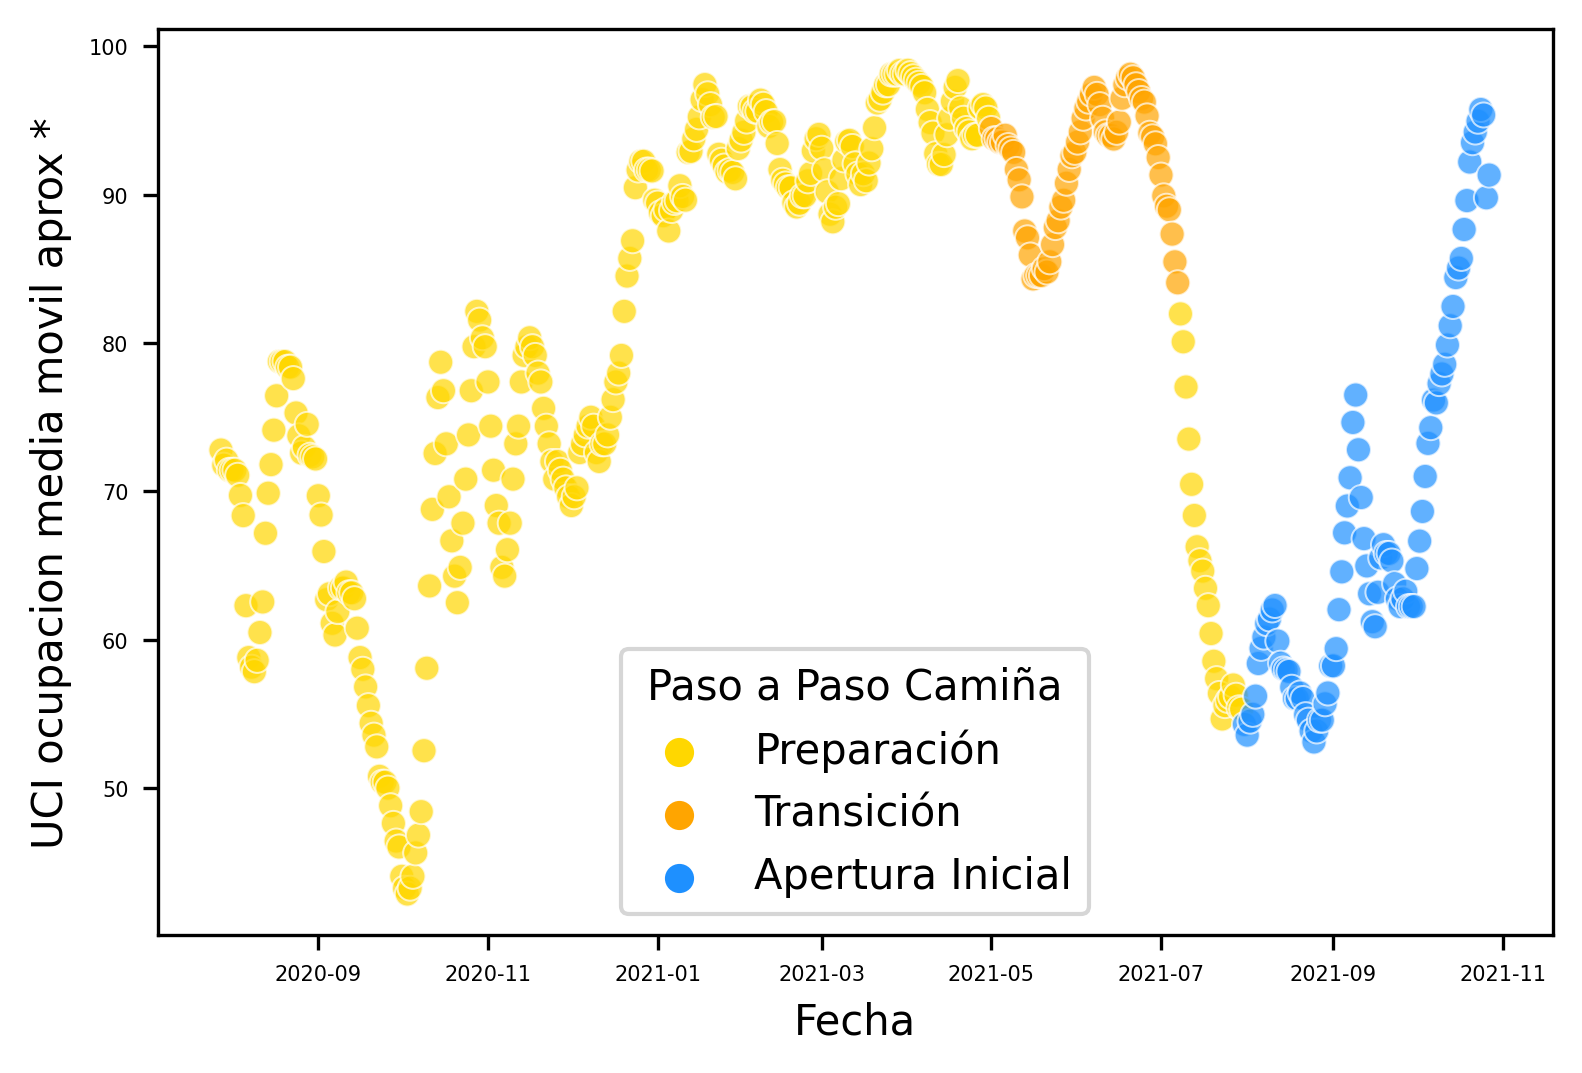 UCI ocupacion media movil aprox *
100
90
80
70
60
50
Paso a Paso Camiña
Preparación
Transición
Apertura Inicial
2020-09 2020-11 2021-01 2021-03 2021-05 2021-07 2021-09 2021-11
Fecha